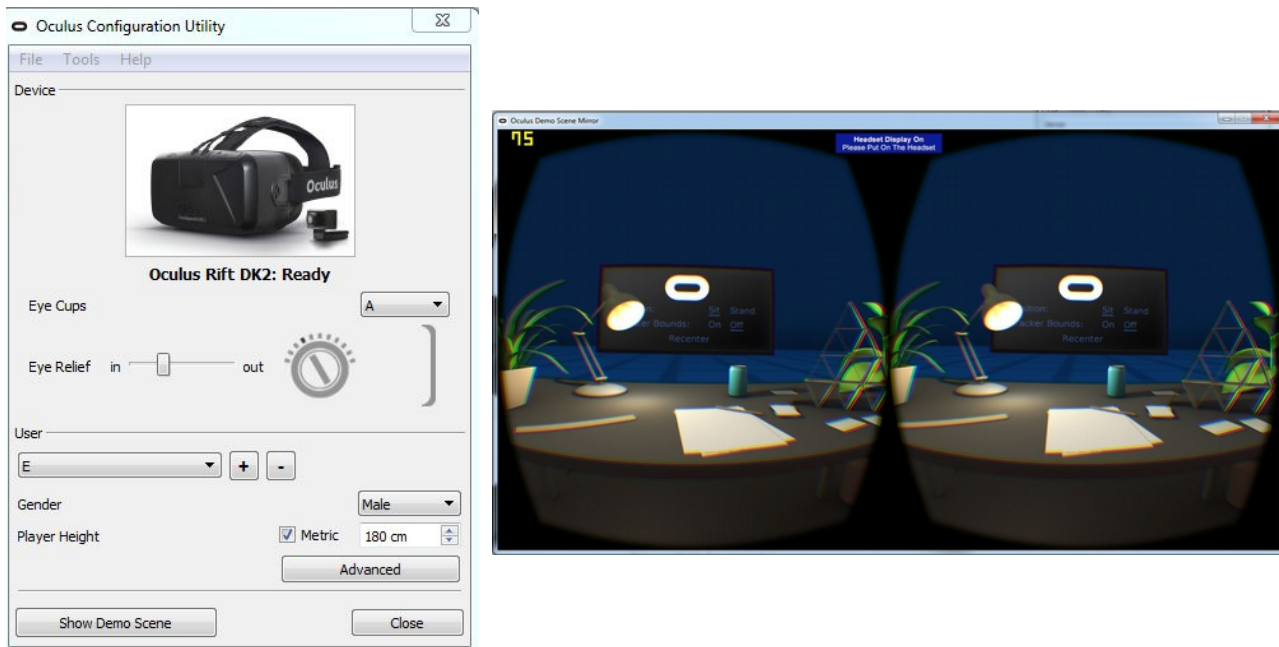 Oculus Configuration Utility
File Tools Help
Device
Oculus
Oculus Rift DK2: Ready
Eye Cups A
Eye Relief in out
User
E + -
Gender Male
Player Height Metric 180 cm
Advanced
Show Demo Scene Close
Oculus Demo Scene Mirror
75
Headset Display On
Please Put On The Headset
Sit Stand
Bounds: On Off
Recenter
Sit Stand
Bounds: On Off
Recenter